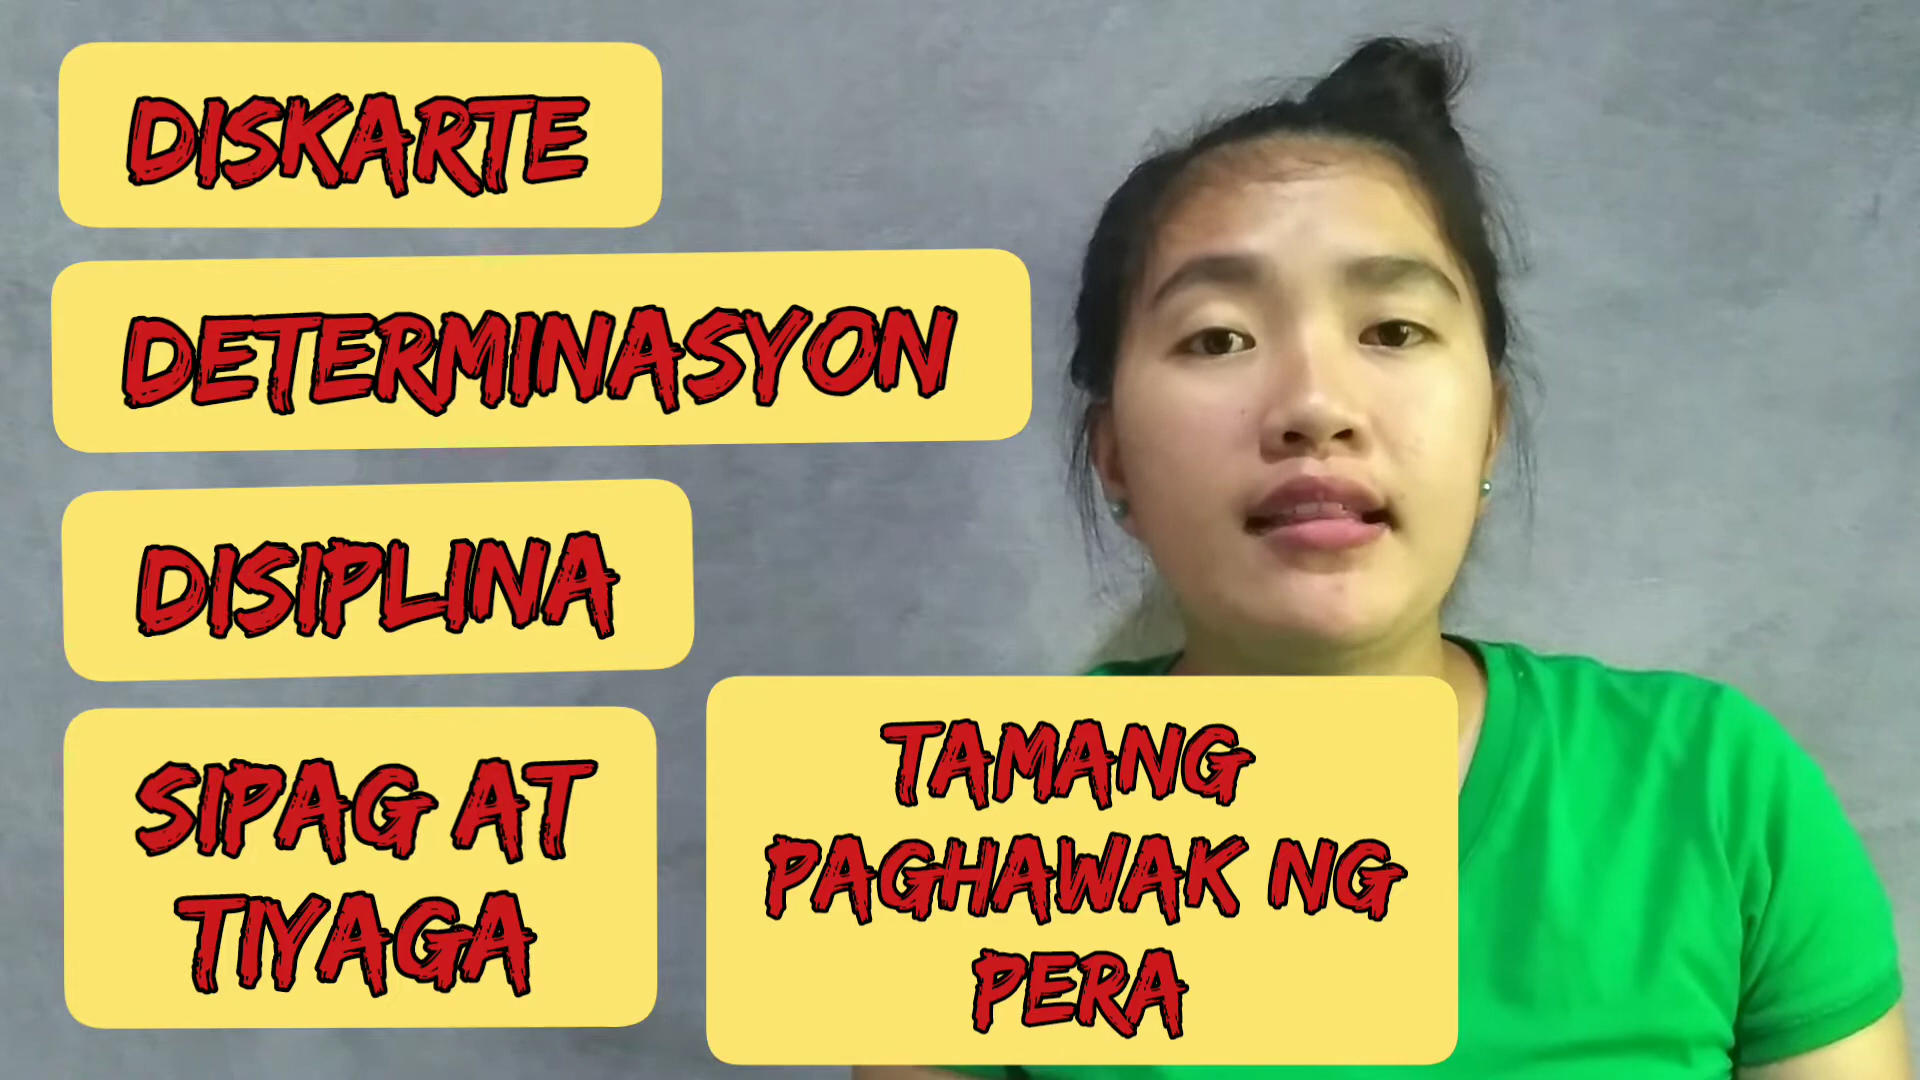 DISKARTE
DETERMINASYON
DISIPLINA
SIPAG AT
TIYAGA
TAMANG
PAGHAWAK NG
PERA